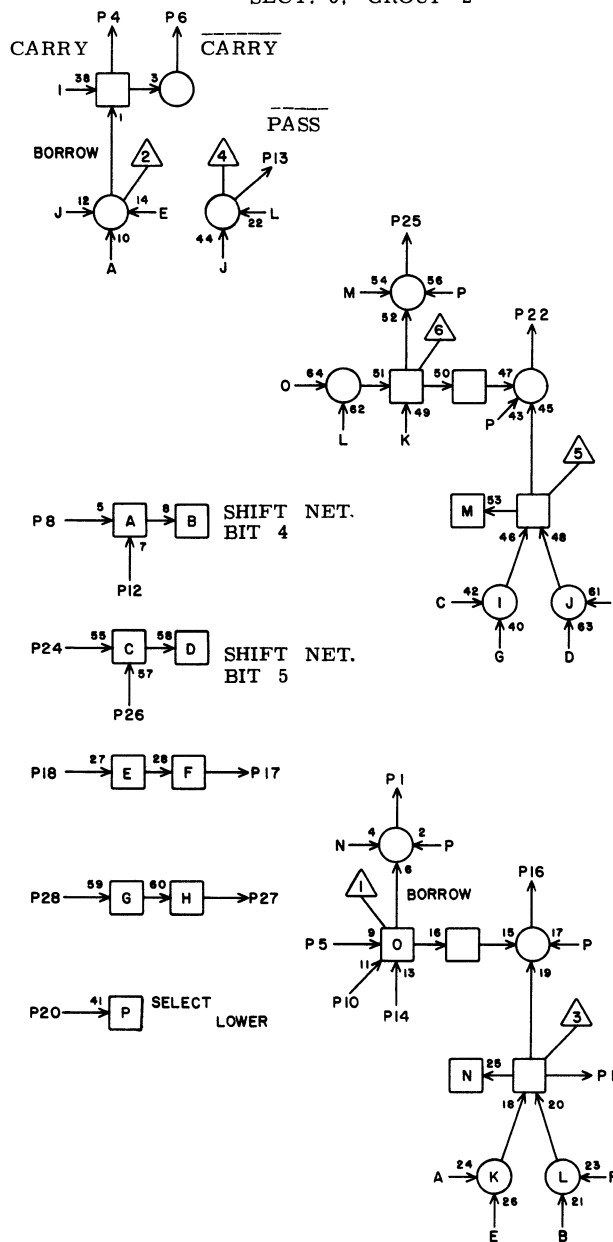 P4 P6
CARRY CARRY
I 38 3
1
PASS
BORROW 2 4 P13
J 12 14 E 22 L
10 44
A J
P25
M 54 56 P
52 P22
6
O 64 51 50 47
62 49 P 43 45
L K
5
M 53
46 48
C 42 I J 61
40 63
G D
P8 5 A 8 B SHIFT NET.
7 BIT 4
P12
P24 55 C 58 D SHIFT NET.
57 BIT 5
P26
P18 27 E 28 F P17
P28 59 G 60 H P27
P20 41 P SELECT
LOWER
P1
N 4 2 P
6
1 BORROW P16
P5 9 O 16 15 17 P
11 13 19
P10 P14
3
N 25
18 20
A 24 K L 23
26 21
E B